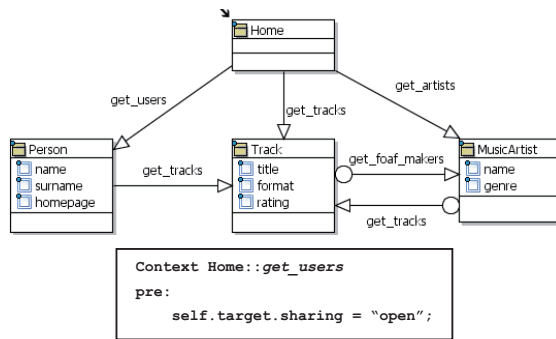 Home
get_users
get_artists
get_tracks
Person
name
surname
homepage
get_tracks
Track
title
format
rating
get_foaf_makers
get_tracks
MusicArtist
name
genre
Context Home::get_users
pre:
self.target.sharing = “open”;